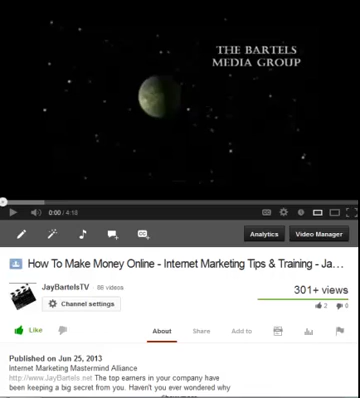 THE BARTELS
MEDIA GROUP
0:00 / 4:18
Analytics
Video Manager
How To Make Money Online - Internet Marketing Tips & Training - Ja...
JayBartelsTV 88 videos
Channel settings
301+ views
2 0
Like
About Share Add to
Published on Jun 25, 2013
Internet Marketing Mastermind Alliance
http://www.JayBartels.net The top earners in your company have
been keeping a big secret from you. Haven't you ever wondered why